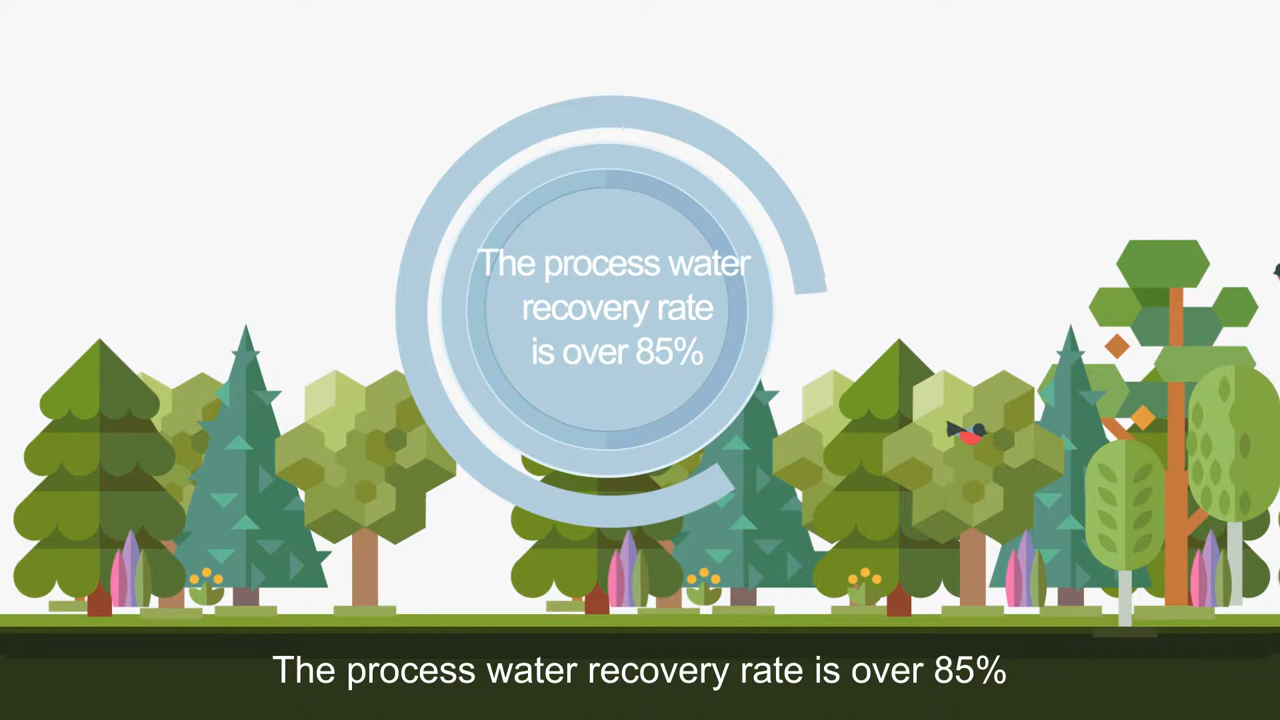 The process water
recovery rate
is over 85%
The process water recovery rate is over 85%